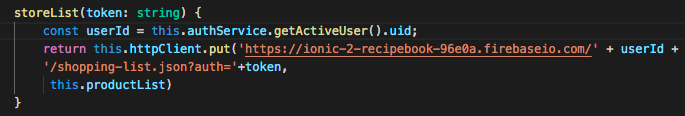 storeList(token: string) {
const userId = this.authService.getActiveUser().uid;
return this.httpClient.put('https://ionic-2-recipebook-96e0a.firebaseio.com/' + userId +
'/shopping-list.json?auth='+token,
this.productList)
}